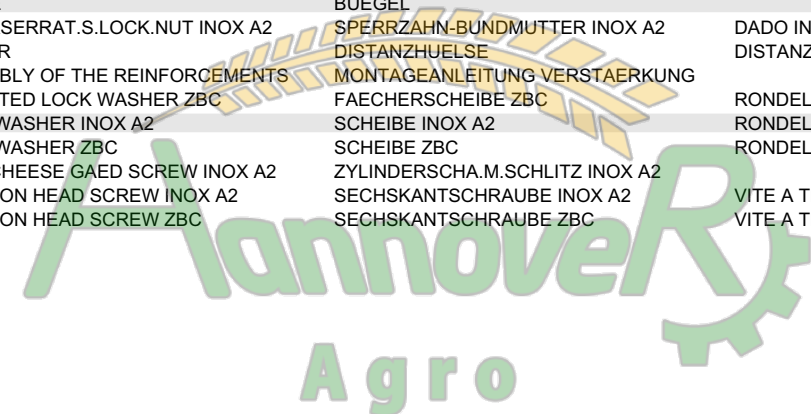 BUEGEL
SERRAT.S.LOCK.NUT INOX A2 SPERRZAHN-BUNDMUTTER INOX A2 DADO IN
R DISTANZHUELSE DISTANZ
BLY OF THE REINFORCEMENTS MONTAGEANLEITUNG VERSTAERKUNG
TED LOCK WASHER ZBC FAECHERSCHEIBE ZBC RONDEL
WASHER INOX A2 SCHEIBE INOX A2 RONDEL
WASHER ZBC SCHEIBE ZBC RONDEL
CHEESE GAED SCREW INOX A2 ZYLINDERSCHA.M.SCHLITZ INOX A2
ON HEAD SCREW INOX A2 SECHSKANTSCHRAUBE INOX A2 VITE A T
ON HEAD SCREW ZBC SECHSKANTSCHRAUBE ZBC VITE A T
HannoveR
Agro